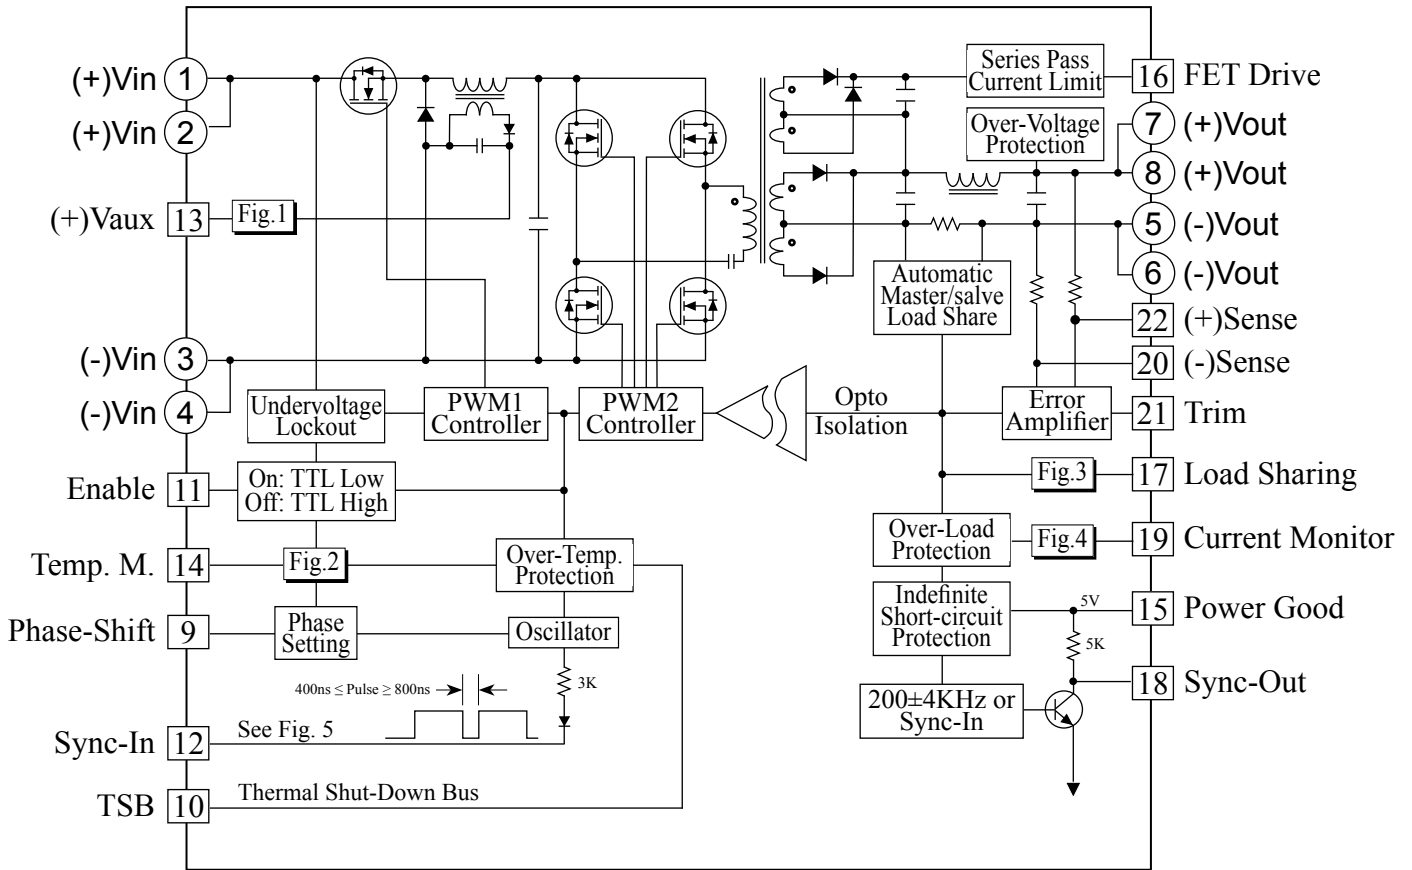 (+)Vin 1
(+)Vin 2
(+)Vaux 13
Fig.1
(-)Vin 3
(-)Vin 4
Undervoltage
Lockout
PWM1
Controller
PWM2
Controller
Opto
Isolation
Enable 11
On: TTL Low
Off: TTL High
Temp. M. 14
Fig.2
Over-Temp.
Protection
Phase-Shift 9
Phase
Setting
Oscillator
3K
400ns ≤ Pulse ≥ 800ns
Sync-In 12
See Fig. 5
TSB 10
Thermal Shut-Down Bus
Series Pass
Current Limit
16 FET Drive
Over-Voltage
Protection
7 (+)Vout
8 (+)Vout
5 (-)Vout
6 (-)Vout
Automatic
Master/salve
Load Share
22 (+)Sense
20 (-)Sense
Error
Amplifier
21 Trim
Fig.3
17 Load Sharing
Over-Load
Protection
Fig.4
19 Current Monitor
Indefinite
Short-circuit
Protection
5V
15 Power Good
5K
18 Sync-Out
200±4KHz or
Sync-In